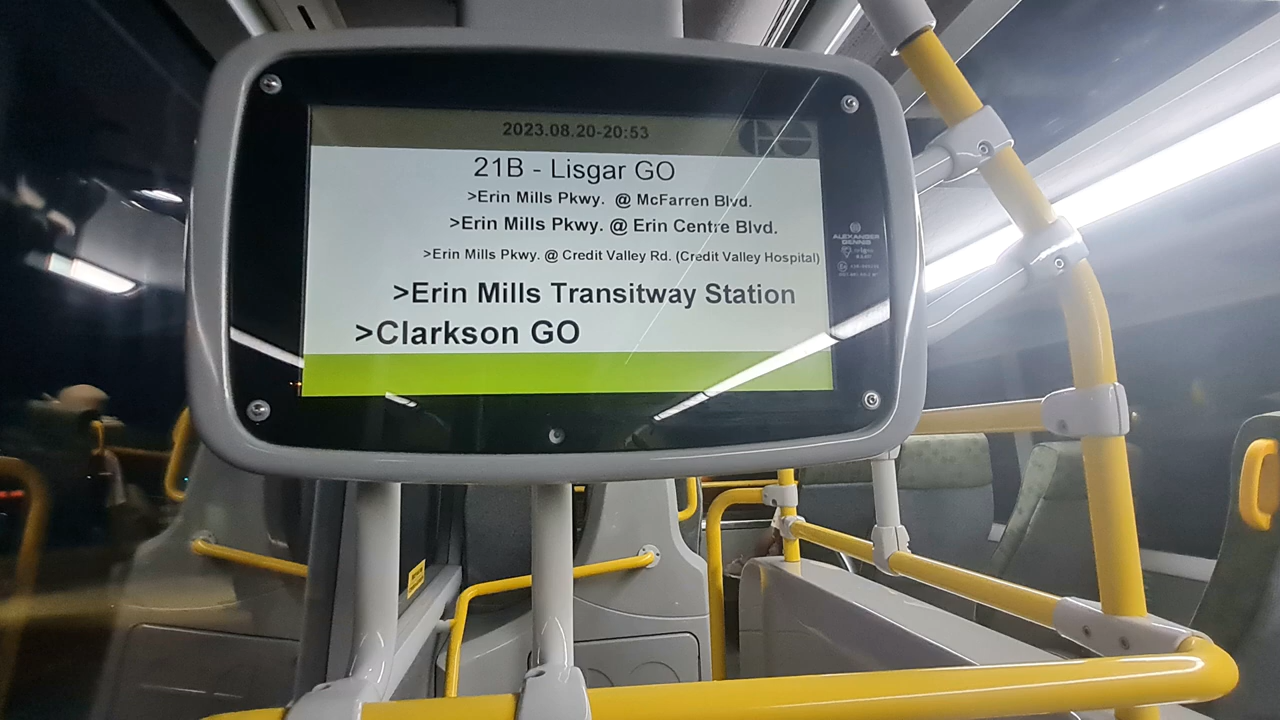 2023.08.20-20:53
GO
21B - Lisgar GO
>Erin Mills Pkwy. @ McFarren Blvd.
>Erin Mills Pkwy. @ Erin Centre Blvd.
>Erin Mills Pkwy. @ Credit Valley Rd. (Credit Valley Hospital)
>Erin Mills Transitway Station
>Clarkson GO
ALEXANDER
DENNIS